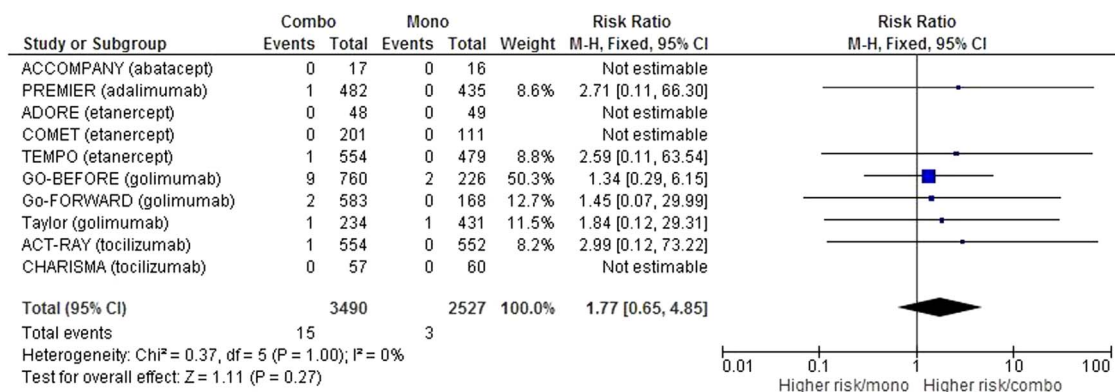 Combo Mono Risk Ratio Risk Ratio
Study or Subgroup Events Total Events Total Weight M-H, Fixed, 95% CI M-H, Fixed, 95% CI
ACCOMPANY (abatacept) 0 17 0 16 Not estimable
PREMIER (adalimumab) 1 482 0 435 8.6% 2.71 [0.11, 66.30]
ADORE (etanercept) 0 48 0 49 Not estimable
COMET (etanercept) 0 201 0 111 Not estimable
TEMPO (etanercept) 1 554 0 479 8.8% 2.59 [0.11, 63.54]
GO-BEFORE (golimumab) 9 760 2 226 50.3% 1.34 [0.29, 6.15]
Go-FORWARD (golimumab) 2 583 0 168 12.7% 1.45 [0.07, 29.99]
Taylor (golimumab) 1 234 1 431 11.5% 1.84 [0.12, 29.31]
ACT-RAY (tocilizumab) 1 554 0 552 8.2% 2.99 [0.12, 73.22]
CHARISMA (tocilizumab) 0 57 0 60 Not estimable
Total (95% CI) 3490 2527 100.0% 1.77 [0.65, 4.85]
Total events 15 3
Heterogeneity: Chi² = 0.37, df = 5 (P = 1.00); I² = 0%
Test for overall effect: Z = 1.11 (P = 0.27)
0.01 0.1 1 10 100
Higher risk/mono Higher risk/combo